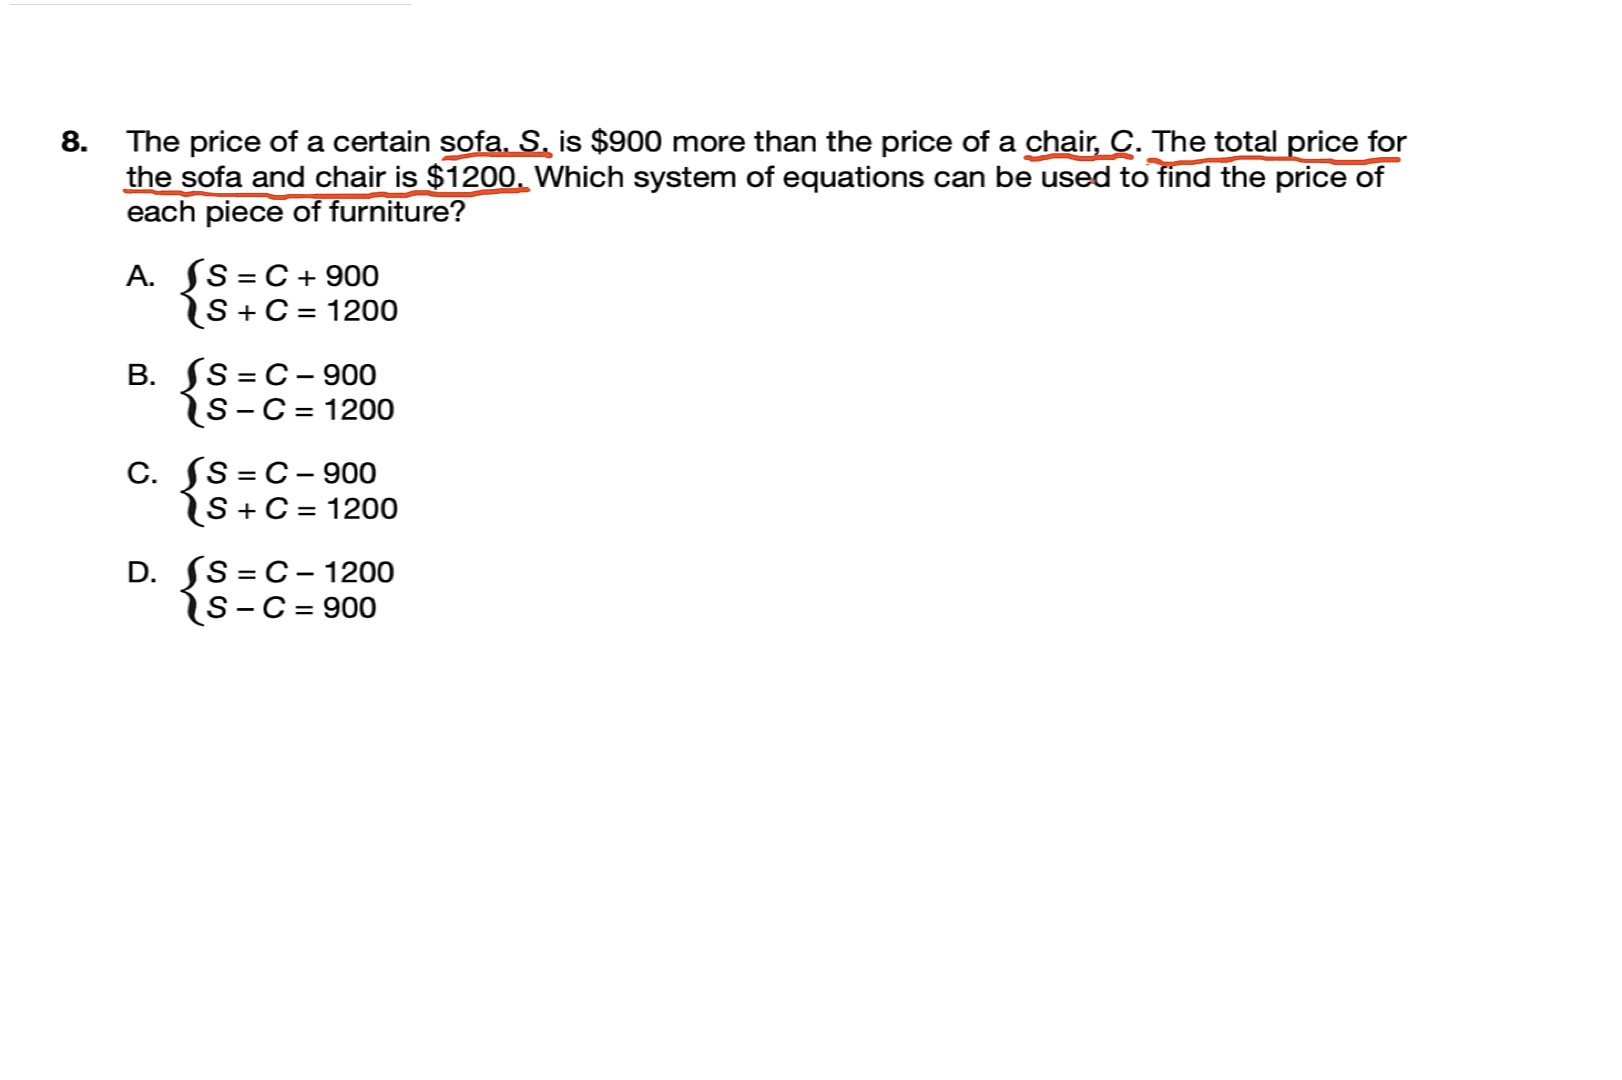 8. The price of a certain sofa, S, is $900 more than the price of a chair, C. The total price for
the sofa and chair is $1200. Which system of equations can be used to find the price of
each piece of furniture?
A. {S = C + 900
S + C = 1200
B. {S = C – 900
S – C = 1200
C. {S = C – 900
S + C = 1200
D. {S = C – 1200
S – C = 900